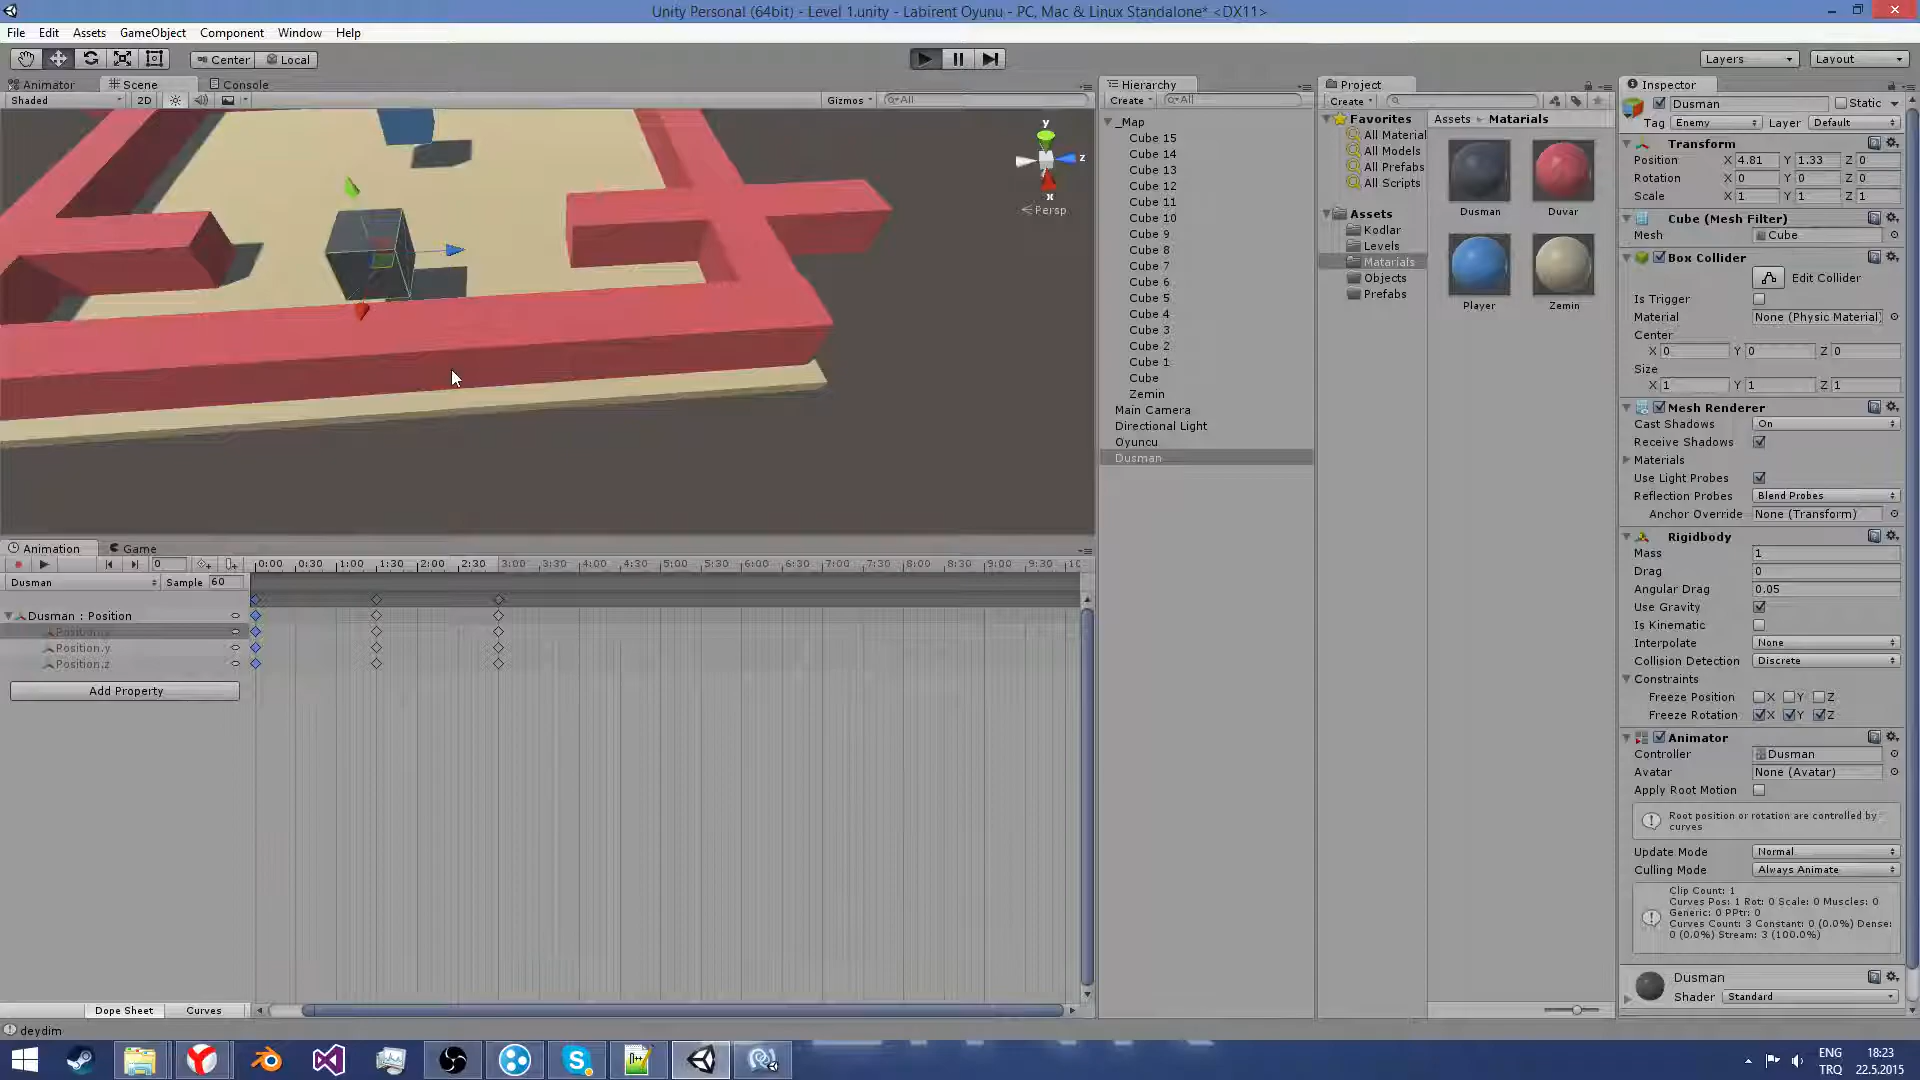 Unity Personal (64bit) - Level 1.unity - Labirent Oyunu - PC, Mac & Linux Standalone* <DX11>
File Edit Assets GameObject Component Window Help
Center Local
Layers Layout
Animator Scene Console
Shaded 2D Gizmos All
y
z
x
Persp
Animation Game
0 0:00 0:30 1:00 1:30 2:00 2:30 3:00 3:30 4:00 4:30 5:00 5:30 6:00 6:30 7:00 7:30 8:00 8:30 9:00 9:30 10
Dusman Sample 60
Dusman : Position
Position.y
Position.z
Add Property
Dope Sheet Curves
deydim
Hierarchy
Create All
_Map
Cube 15
Cube 14
Cube 13
Cube 12
Cube 11
Cube 10
Cube 9
Cube 8
Cube 7
Cube 6
Cube 5
Cube 4
Cube 3
Cube 2
Cube 1
Cube
Zemin
Main Camera
Directional Light
Oyuncu
Dusman
Project
Create
Favorites
All Material
All Models
All Prefabs
All Scripts
Assets
Kodlar
Levels
Matarials
Objects
Prefabs
Assets Matarials
Dusman Duvar
Player Zemin
Inspector
Dusman Static
Tag Enemy Layer Default
Transform
Position X 4.81 Y 1.33 Z 0
Rotation X 0 Y 0 Z 0
Scale X 1 Y 1 Z 1
Cube (Mesh Filter)
Mesh Cube
Box Collider
Edit Collider
Is Trigger
Material None (Physic Material)
Center
X 0 Y 0 Z 0
Size
X 1 Y 1 Z 1
Mesh Renderer
Cast Shadows On
Receive Shadows
Materials
Use Light Probes
Reflection Probes Blend Probes
Anchor Override None (Transform)
Rigidbody
Mass 1
Drag 0
Angular Drag 0.05
Use Gravity
Is Kinematic
Interpolate None
Collision Detection Discrete
Constraints
Freeze Position X Y Z
Freeze Rotation X Y Z
Animator
Controller Dusman
Avatar None (Avatar)
Apply Root Motion
Root position or rotation are controlled by
curves
Update Mode Normal
Culling Mode Always Animate
Clip Count: 1
Curves Pos: 1 Rot: 0 Scale: 0 Muscles: 0
Generic: 0 PPtr: 0
Curves Count: 3 Constant: 0 (0.0%) Dense:
0 (0.0%) Stream: 3 (100.0%)
Dusman
Shader Standard
ENG
TRQ
18:23
22.5.2015